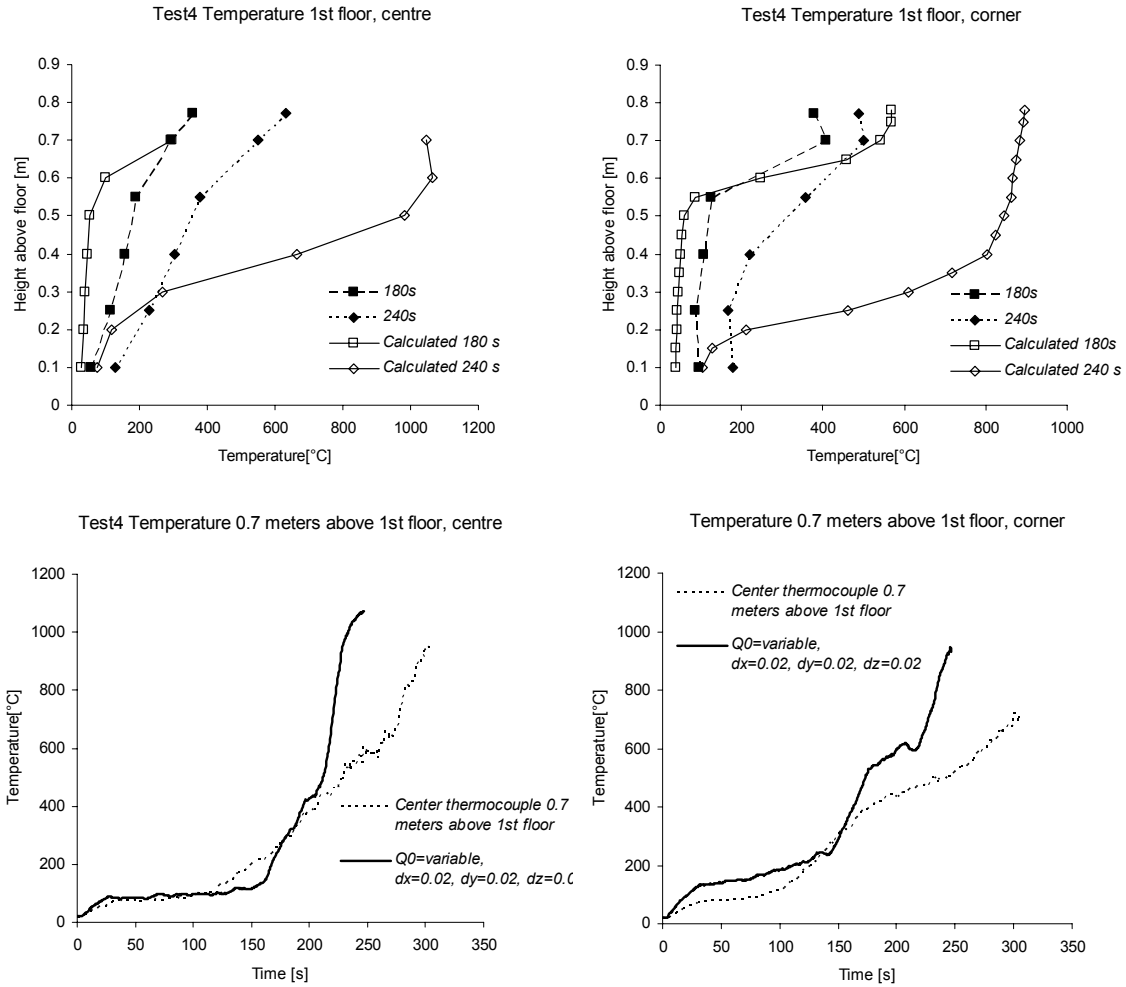 Test4 Temperature 1st floor, centre
0.9
0.8
0.7
0.6
0.5
0.4
0.3
0.2
0.1
0
Height above floor [m]
180s
240s
Calculated 180 s
Calculated 240 s
0 200 400 600 800 1000 1200
Temperature[°C]
Test4 Temperature 1st floor, corner
0.9
0.8
0.7
0.6
0.5
0.4
0.3
0.2
0.1
0
Height above floor [m]
180s
240s
Calculated 180s
Calculated 240 s
0 200 400 600 800 1000
Temperature[°C]
Test4 Temperature 0.7 meters above 1st floor, centre
1200
1000
800
600
400
200
0
Temperature[°C]
Center thermocouple 0.7
meters above 1st floor
Q0=variable,
dx=0.02, dy=0.02, dz=0.0
0 50 100 150 200 250 300 350
Time [s]
Temperature 0.7 meters above 1st floor, corner
1200
1000
800
600
400
200
0
Temperature[°C]
Center thermocouple 0.7
meters above 1st floor
Q0=variable,
dx=0.02, dy=0.02, dz=0.02
0 50 100 150 200 250 300 350
Time [s]